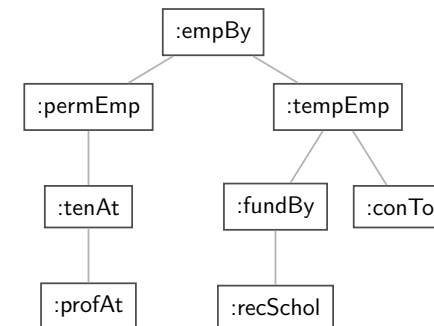 :empBy
:permEmp :tempEmp
:tenAt :fundBy :conTo
:profAt :recSchol